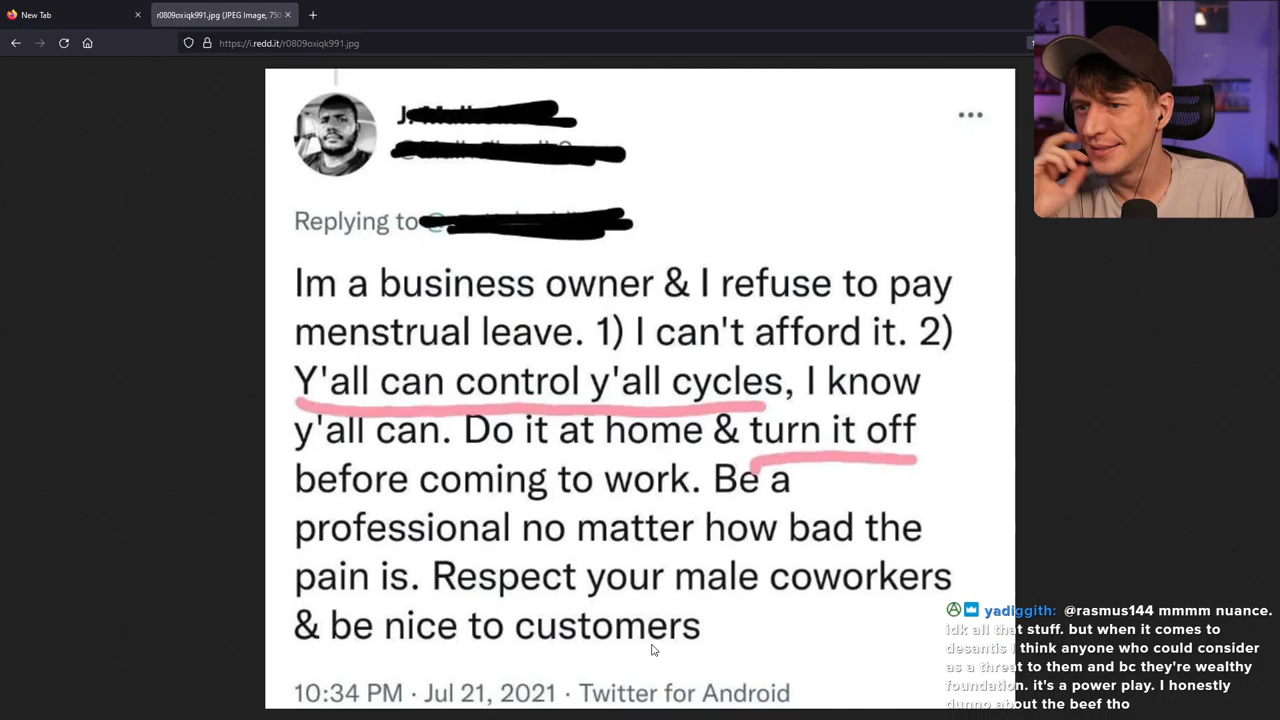 New Tab
r0809oxiqk991.jpg (JPEG Image, 750
https://i.redd.it/r0809oxiqk991.jpg
Replying to
Im a business owner & I refuse to pay
menstrual leave. 1) I can't afford it. 2)
Y'all can control y'all cycles, I know
y'all can. Do it at home & turn it off
before coming to work. Be a
professional no matter how bad the
pain is. Respect your male coworkers
& be nice to customers
10:34 PM · Jul 21, 2021 · Twitter for Android
yadiggith: @rasmus144 mmmm nuance.
idk all that stuff. but when it comes to
desantis I think anyone who could consider
as a threat to them and bc they're wealthy
foundation. it's a power play. I honestly
dunno about the beef tho